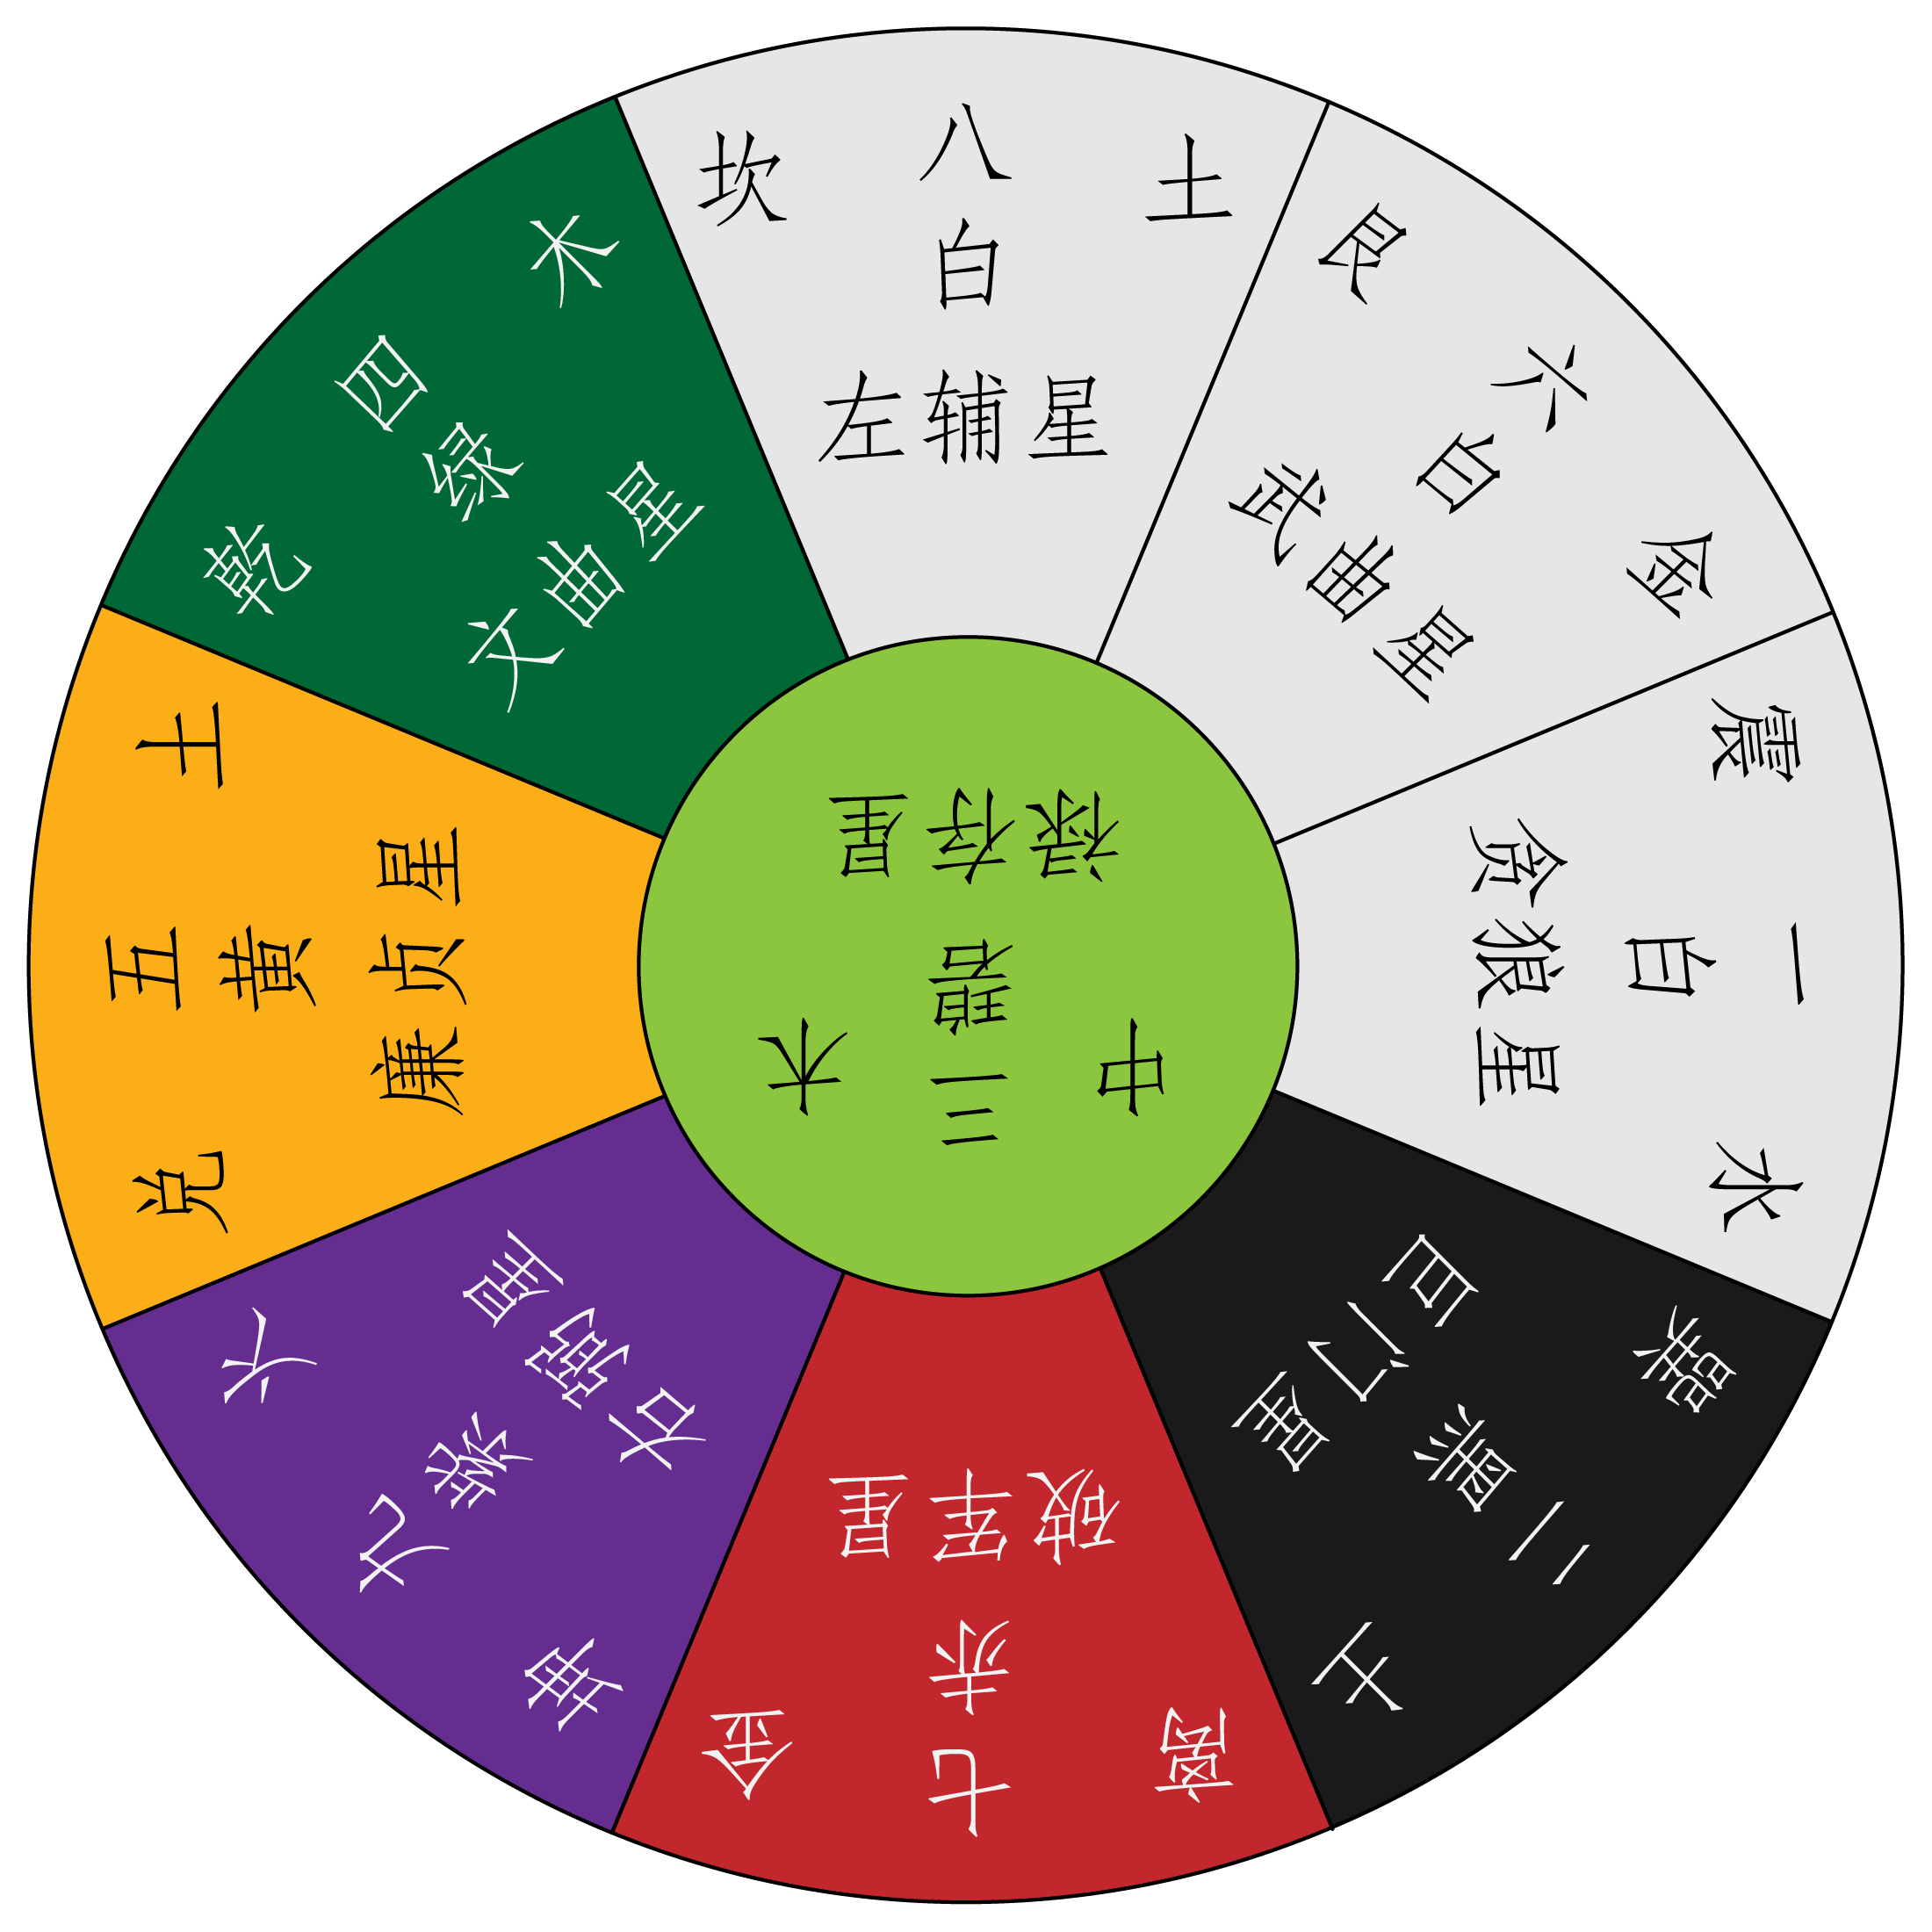 坎 八 土
白
左辅星
艮 六 金
白
武曲星
震 一 水
白
贪狼星
巽 二 土
黑
巨门星
离 七 金
赤
破军星
坤 九 火
紫
右弼星
兑 五 土
黄
廉贞星
乾 四 木
绿
文曲星
中 三 木
碧
禄存星